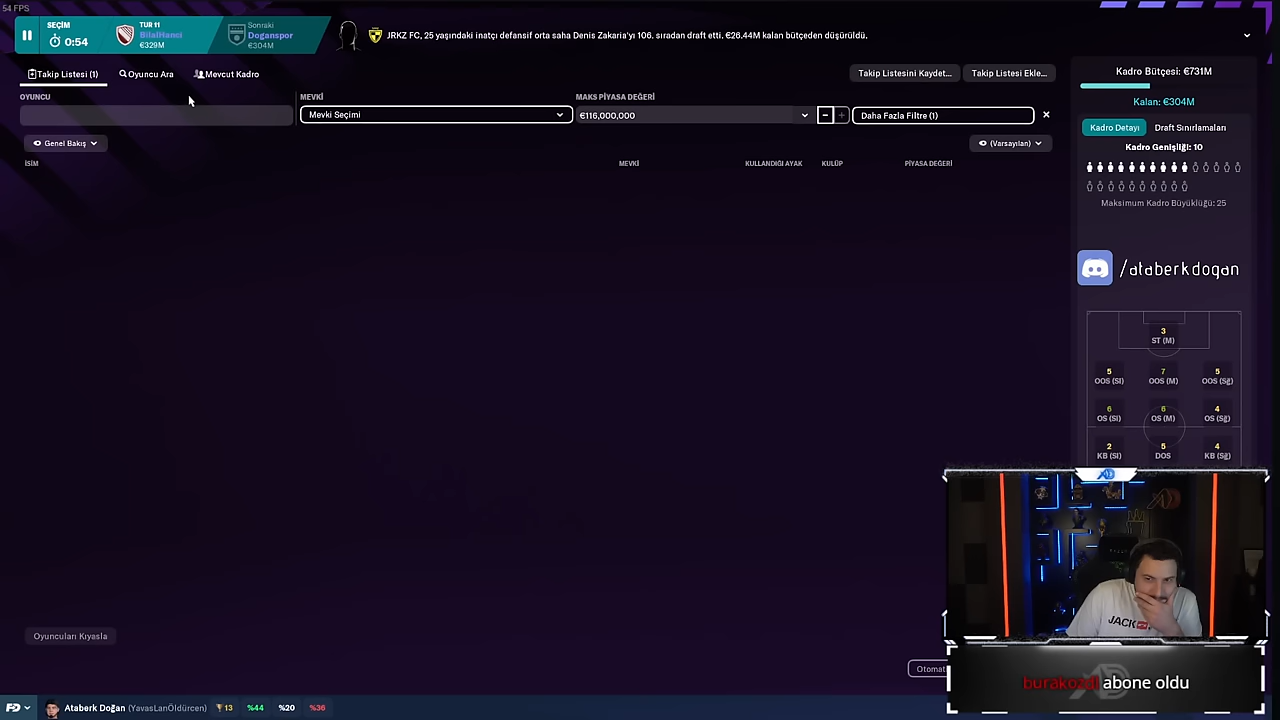 54 FPS
SEÇİM
0:54
TUR 11
BilalHanci
€329M
Sonraki
Doganspor
€304M
JRKZ FC, 25 yaşındaki inatçı defansif orta saha Denis Zakaria'yı 106. sıradan draft etti. €26.44M kalan bütçeden düşürüldü.
Takip Listesi (1)
Oyuncu Ara
Mevcut Kadro
Takip Listesini Kaydet...
Takip Listesi Ekle...
OYUNCU
MEVKİ
MAKS PİYASA DEĞERİ
Mevki Seçimi
€116,000,000
Daha Fazla Filtre (1)
Genel Bakış
(Varsayılan)
İSİM
MEVKİ
KULLANDIĞI AYAK
KULÜP
PİYASA DEĞERİ
Kadro Bütçesi: €731M
Kalan: €304M
Kadro Detayı
Draft Sınırlamaları
Kadro Genişliği: 10
Maksimum Kadro Büyüklüğü: 25
/ataberkdogan
3
ST (M)
5
OOS (Sl)
7
OOS (M)
5
OOS (Sğ)
6
OS (Sl)
6
OS (M)
4
OS (Sğ)
2
KB (Sl)
5
DOS
4
KB (Sğ)
Oyuncuları Kıyasla
Otomat
JACK
burakozdl abone oldu
FD
Ataberk Doğan (YavasLanÖldürcen)
13
%44
%20
%36